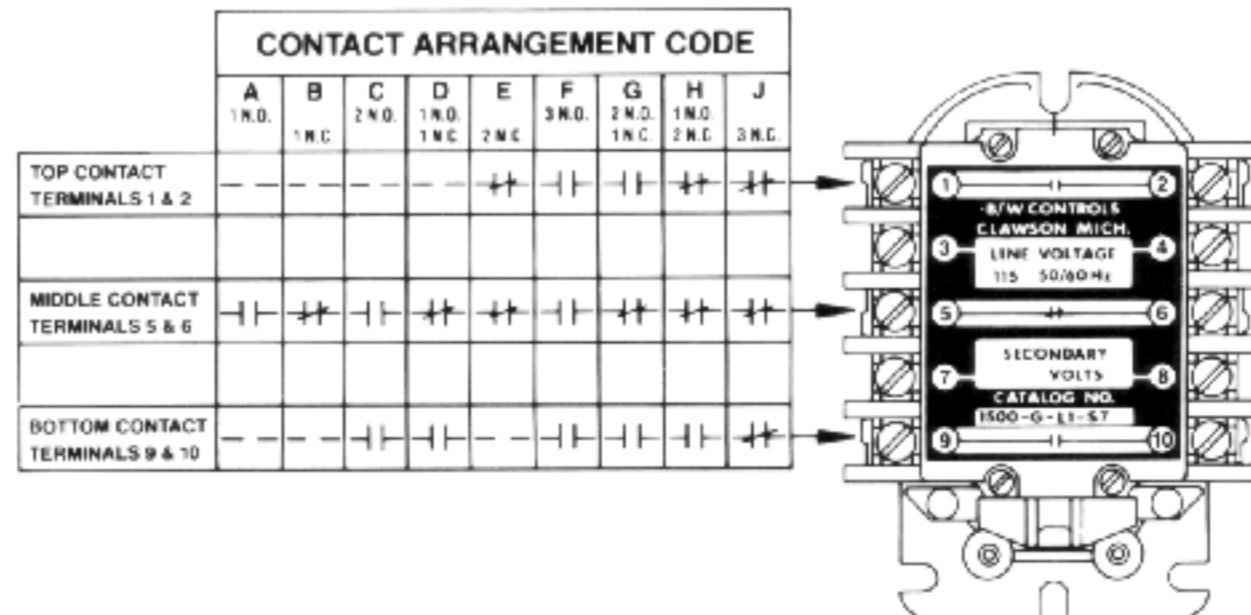 CONTACT ARRANGEMENT CODE
A B C D E F G H J
1 N.O. 2 N.O. 1 N.O. 3 N.O. 2 N.O. 1 N.O.
1 N.C. 1 N.C. 2 N.C. 1 N.C. 2 N.C. 3 N.C.
TOP CONTACT
TERMINALS 1 & 2
MIDDLE CONTACT
TERMINALS 5 & 6
BOTTOM CONTACT
TERMINALS 9 & 10
1 2
B/W CONTROLS
CLAWSON MICH.
3 4
LINE VOLTAGE
115 50/60 Hz
5 6
SECONDARY
VOLTS
7 8
CATALOG NO.
1500-G-L1-S7
9 10